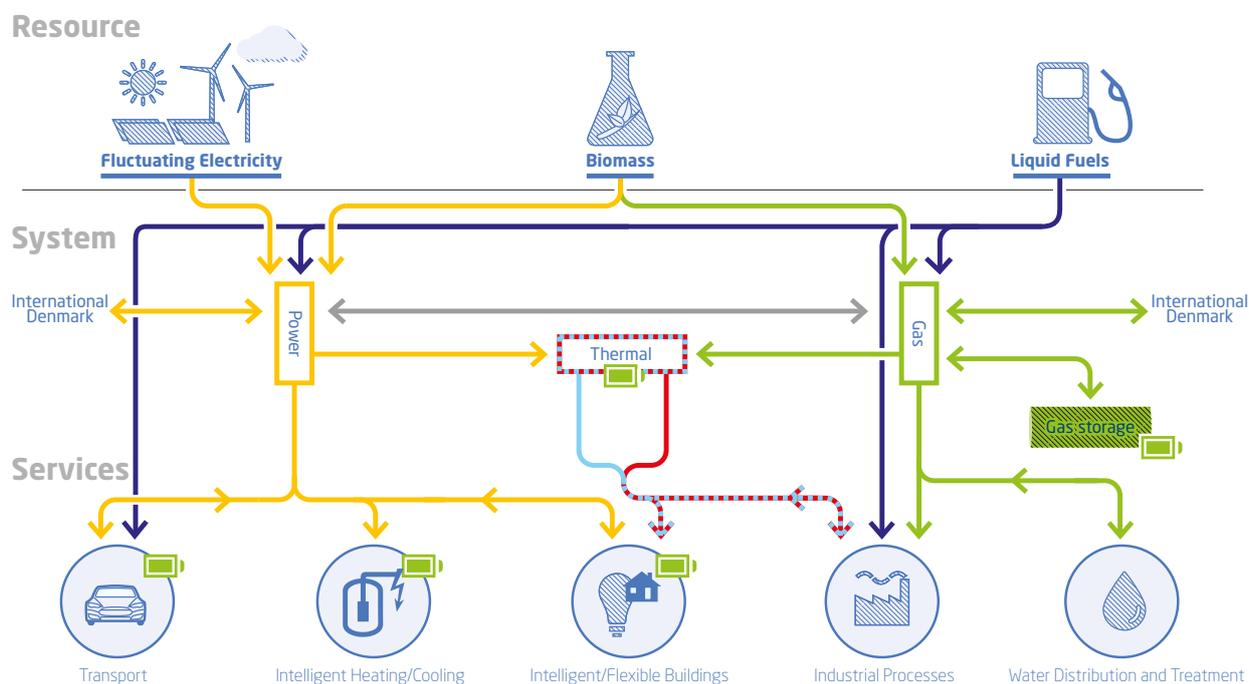 Resource
Fluctuating Electricity
Biomass
Liquid Fuels
System
International
Denmark
Power
Thermal
Gas
International
Denmark
Gas storage
Services
Transport
Intelligent Heating/Cooling
Intelligent/Flexible Buildings
Industrial Processes
Water Distribution and Treatment